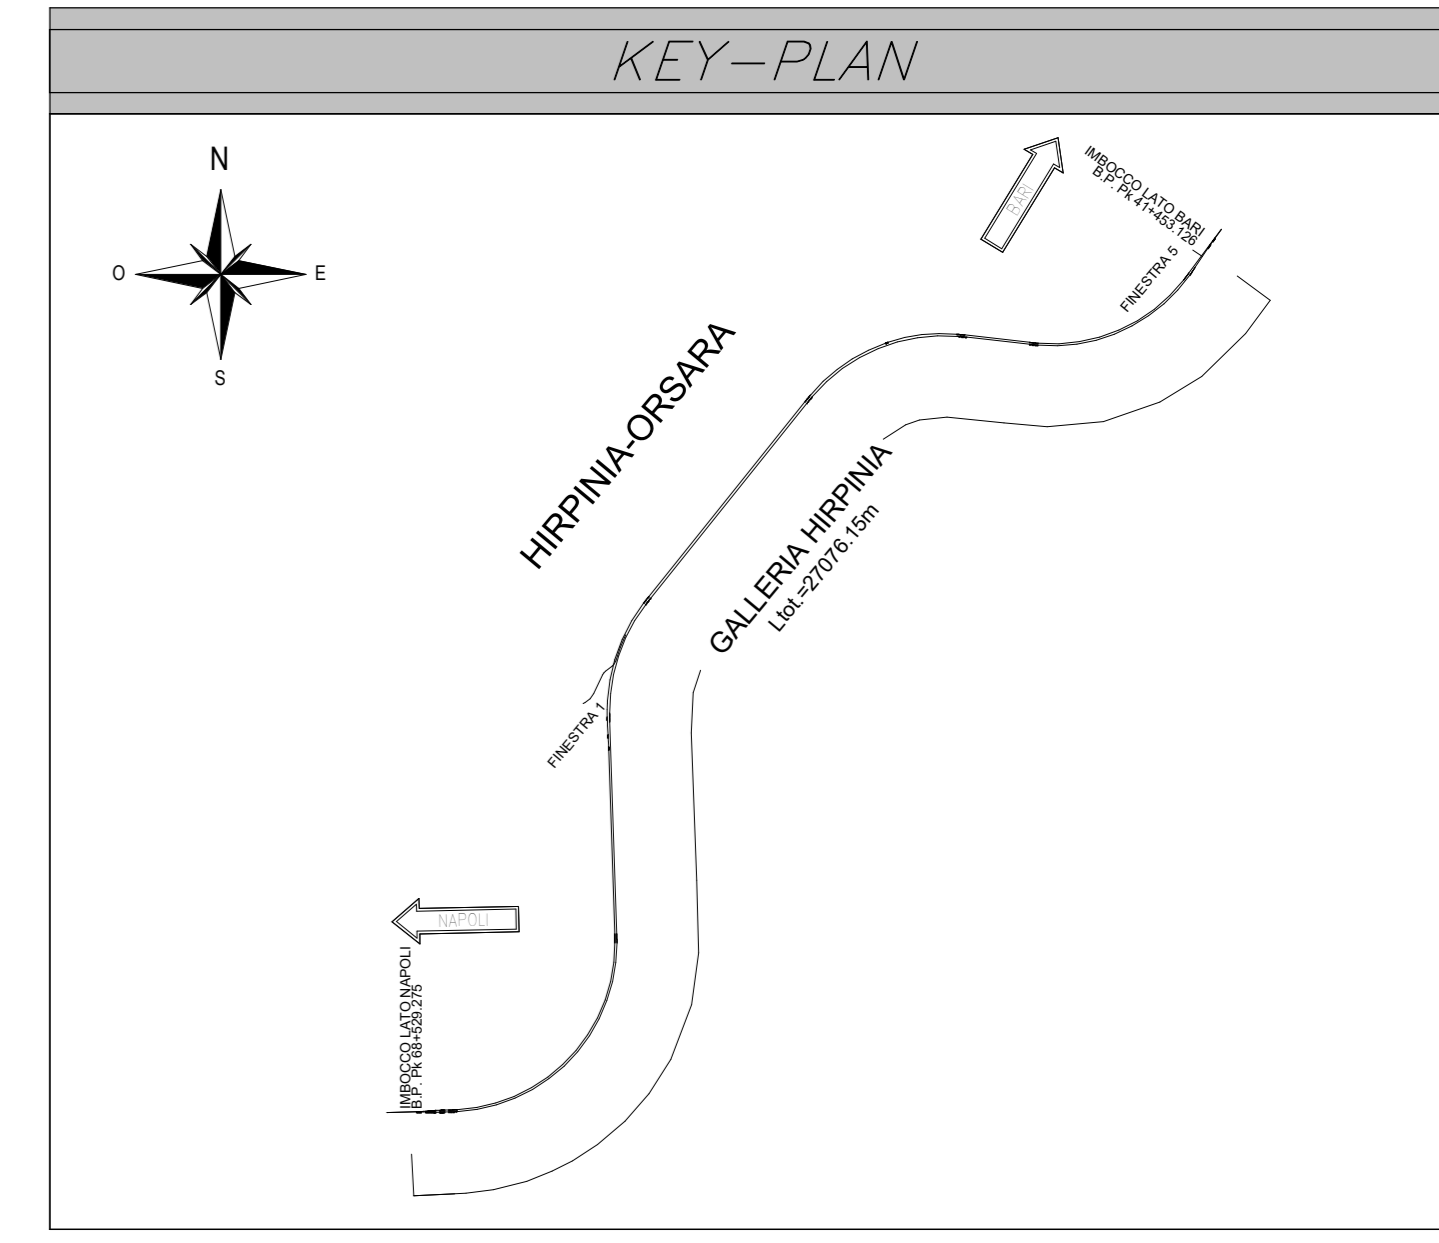 KEY-PLAN
N
O
E
S
BARI
IMBOCCO LATO BARI
B.P. Pk 41+453.126
FINESTRA 5
HIRPINIA-ORSARA
GALLERIA HIRPINIA
Ltot.=27076.15m
FINESTRA 1
NAPOLI
IMBOCCO LATO NAPOLI
B.P. Pk 68+529.275